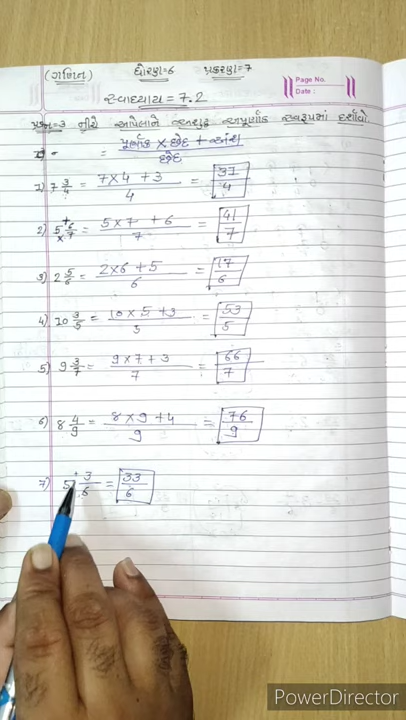 (ગણિત) ધોરણ=6 પ્રકરણ=7
Page No.
Date :
સ્વાધ્યાય = 7.2
પ્રશ્ન=3 નીચે આપેલાને અશુદ્ધ અપૂર્ણાંક સ્વરૂપમાં દર્શાવો.
= પૂર્ણાંક × છેદ + અંશ / છેદ
1) 7 3/4 = 7×4 +3 / 4 = 31/4
2) 5 6/7 = 5×7 +6 / 7 = 41/7
3) 2 5/6 = 2×6 +5 / 6 = 17/6
4) 10 3/5 = 10×5+3 / 5 = 53/5
5) 9 3/7 = 9×7+3 / 7 = 66/7
6) 8 4/9 = 8×9+4 / 9 = 76/9
7) 5 + 3/6 = 33/6
PowerDirector